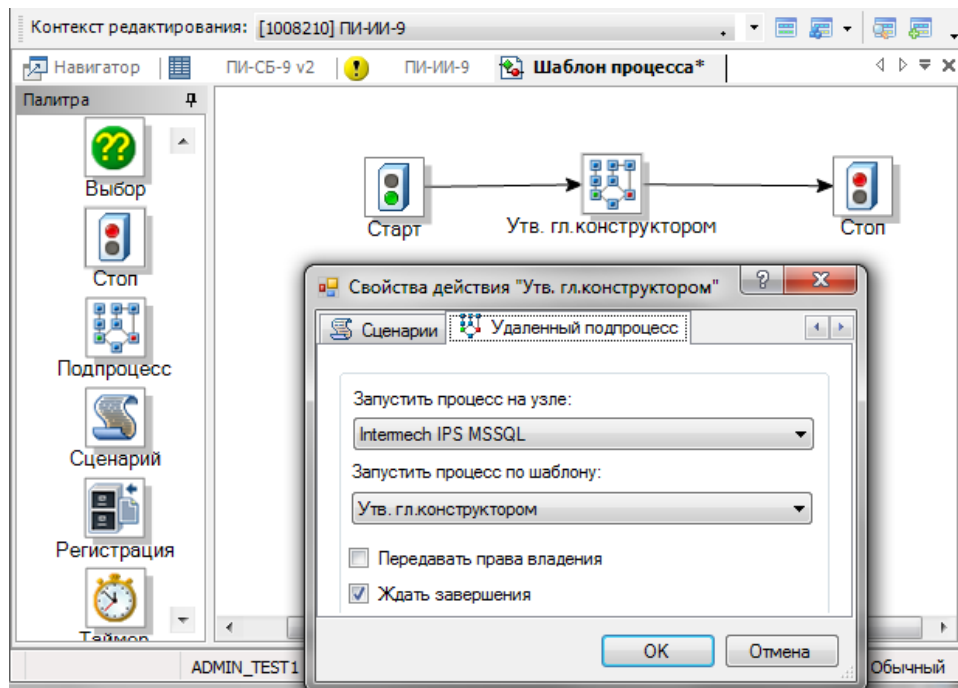 Контекст редактирования: [1008210] ПИ-ИИ-9
Навигатор ПИ-СБ-9 v2 ПИ-ИИ-9 Шаблон процесса*
Палитра
Выбор
Стоп
Подпроцесс
Сценарий
Регистрация
Таймер
Старт
Утв. гл.конструктором
Стоп
Свойства действия "Утв. гл.конструктором"
Сценарии Удаленный подпроцесс
Запустить процесс на узле:
Intermech IPS MSSQL
Запустить процесс по шаблону:
Утв. гл.конструктором
Передавать права владения
Ждать завершения
OK Отмена
ADMIN_TEST1 Обычный